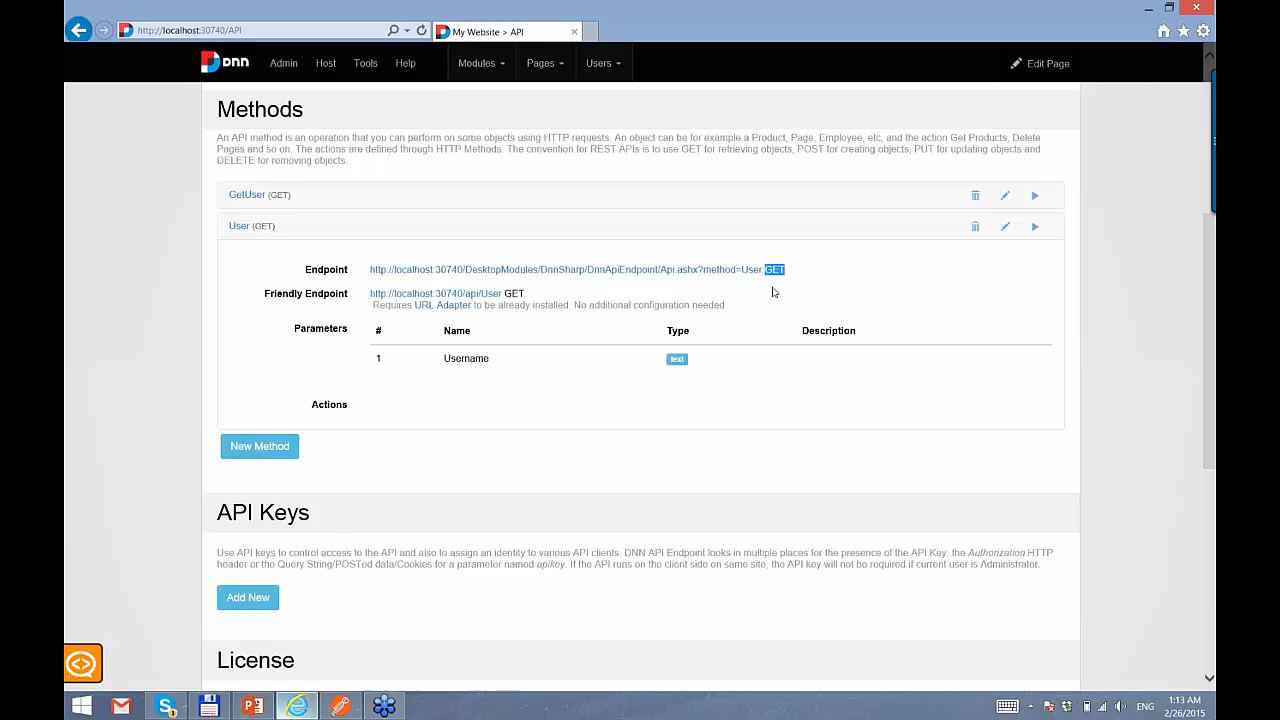 http://localhost:30740/API
My Website > API
DNN
Admin
Host
Tools
Help
Modules
Pages
Users
Edit Page
Methods
An API method is an operation that you can perform on some objects using HTTP requests. An object can be for example a Product, Page, Employee, etc, and the action Get Products, Delete
Pages and so on. The actions are defined through HTTP Methods. The convention for REST APIs is to use GET for retrieving objects, POST for creating objects, PUT for updating objects and
DELETE for removing objects.
GetUser (GET)
User (GET)
Endpoint
http://localhost:30740/DesktopModules/DnnSharp/DnnApiEndpoint/Api.ashx?method=User GET
Friendly Endpoint
http://localhost:30740/api/User GET
Requires URL Adapter to be already installed. No additional configuration needed.
Parameters
# Name Type Description
1 Username text
Actions
New Method
API Keys
Use API keys to control access to the API and also to assign an identity to various API clients. DNN API Endpoint looks in multiple places for the presence of the API Key: the Authorization HTTP
header or the Query String/POSTed data/Cookies for a parameter named apikey. If the API runs on the client side on same site, the API key will not be required if current user is Administrator.
Add New
License
ENG
1:13 AM
2/26/2015